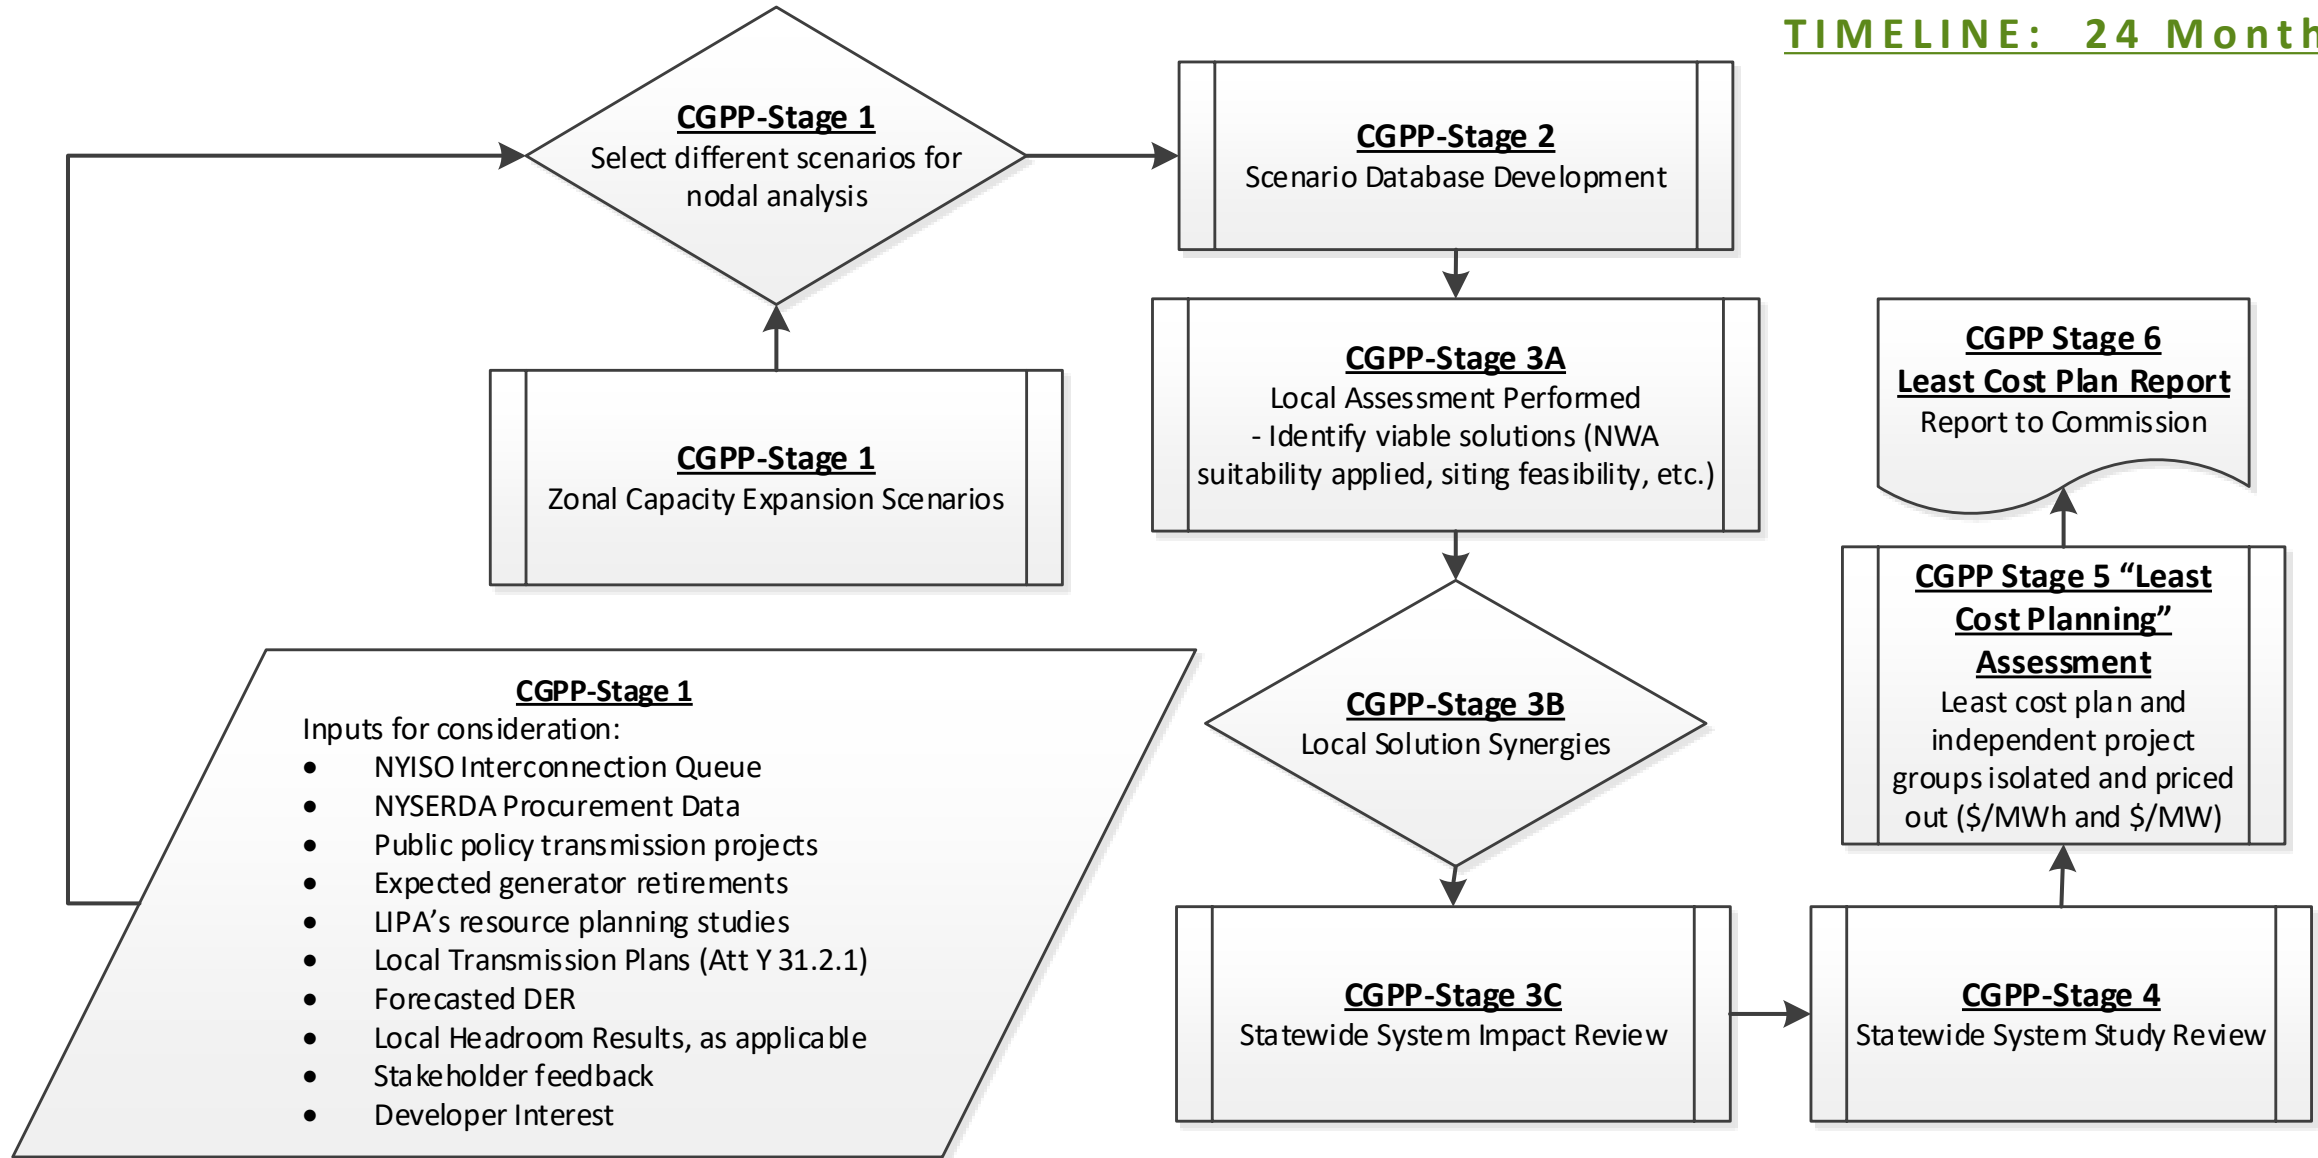 TIMELINE: 24 Month
CGPP-Stage 1
Select different scenarios for
nodal analysis
CGPP-Stage 2
Scenario Database Development
CGPP-Stage 1
Zonal Capacity Expansion Scenarios
CGPP-Stage 3A
Local Assessment Performed
- Identify viable solutions (NWA
suitability applied, siting feasibility, etc.)
CGPP Stage 6
Least Cost Plan Report
Report to Commission
CGPP-Stage 1
Inputs for consideration:
• NYISO Interconnection Queue
• NYSERDA Procurement Data
• Public policy transmission projects
• Expected generator retirements
• LIPA’s resource planning studies
• Local Transmission Plans (Att Y 31.2.1)
• Forecasted DER
• Local Headroom Results, as applicable
• Stakeholder feedback
• Developer Interest
CGPP-Stage 3B
Local Solution Synergies
CGPP Stage 5 “Least
Cost Planning”
Assessment
Least cost plan and
independent project
groups isolated and priced
out ($/MWh and $/MW)
CGPP-Stage 3C
Statewide System Impact Review
CGPP-Stage 4
Statewide System Study Review